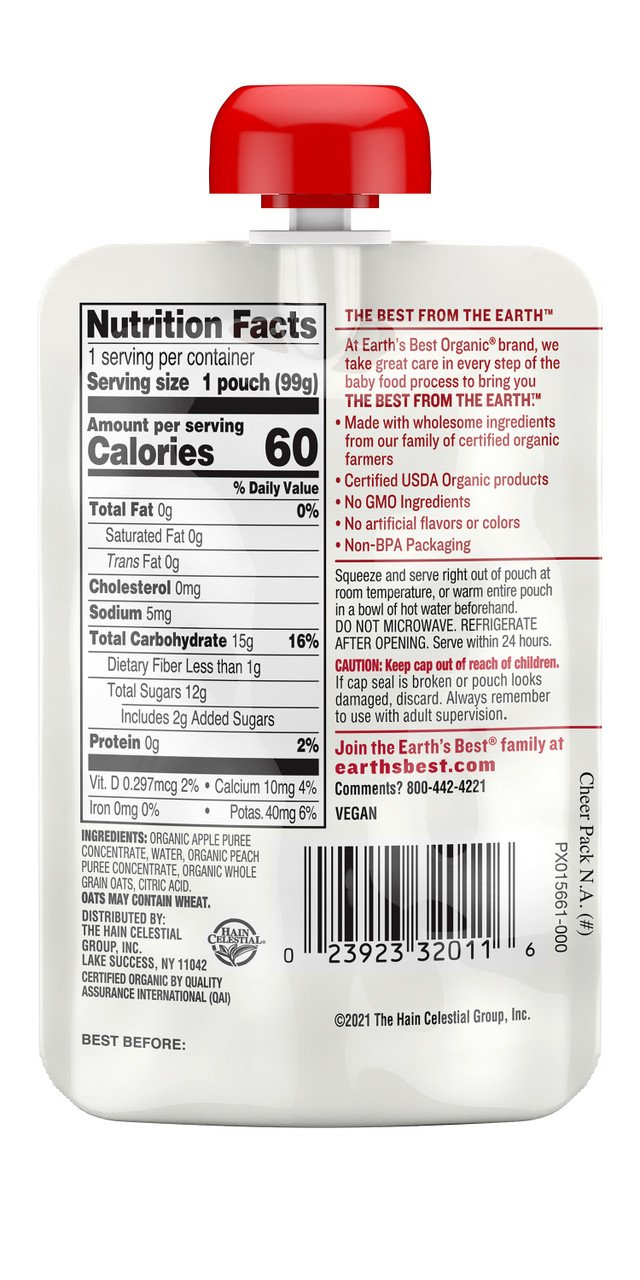 Nutrition Facts
1 serving per container
Serving size 1 pouch (99g)
Amount per serving
Calories 60
% Daily Value
Total Fat 0g 0%
Saturated Fat 0g
Trans Fat 0g
Cholesterol 0mg
Sodium 5mg
Total Carbohydrate 15g 16%
Dietary Fiber Less than 1g
Total Sugars 12g
Includes 2g Added Sugars
Protein 0g 2%
Vit. D 0.297mcg 2% • Calcium 10mg 4%
Iron 0mg 0% • Potas. 40mg 6%
INGREDIENTS: ORGANIC APPLE PUREE
CONCENTRATE, WATER, ORGANIC PEACH
PUREE CONCENTRATE, ORGANIC WHOLE
GRAIN OATS, CITRIC ACID.
OATS MAY CONTAIN WHEAT.
DISTRIBUTED BY:
THE HAIN CELESTIAL
GROUP, INC.
LAKE SUCCESS, NY 11042
CERTIFIED ORGANIC BY QUALITY
ASSURANCE INTERNATIONAL (QAI)
HAIN
CELESTIAL®
BEST BEFORE:
THE BEST FROM THE EARTH™
At Earth's Best Organic® brand, we
take great care in every step of the
baby food process to bring you
THE BEST FROM THE EARTH.™
• Made with wholesome ingredients
from our family of certified organic
farmers
• Certified USDA Organic products
• No GMO Ingredients
• No artificial flavors or colors
• Non-BPA Packaging
Squeeze and serve right out of pouch at
room temperature, or warm entire pouch
in a bowl of hot water beforehand.
DO NOT MICROWAVE. REFRIGERATE
AFTER OPENING. Serve within 24 hours.
CAUTION: Keep cap out of reach of children.
If cap seal is broken or pouch looks
damaged, discard. Always remember
to use with adult supervision.
Join the Earth's Best® family at
earthsbest.com
Comments? 800-442-4221
VEGAN
0 23923 32011 6
©2021 The Hain Celestial Group, Inc.
Cheer Pack N.A. (#)
PX015661-000